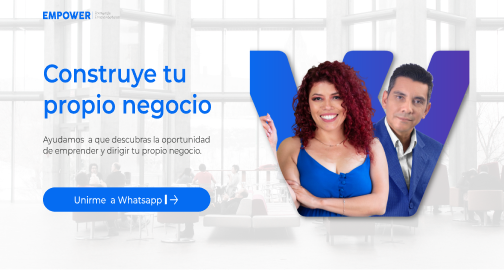 EMPOWER
Construye tu
propio negocio
Ayudamos a que descubras la oportunidad
de emprender y dirigir tu propio negocio.
Unirme a Whatsapp